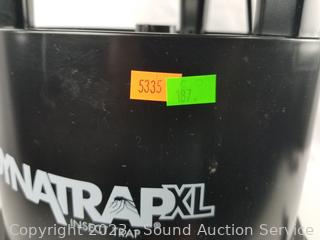 5335
187
YNATRAPXL
INSECT TRAP
Copyright 2023 Sound Auction Service